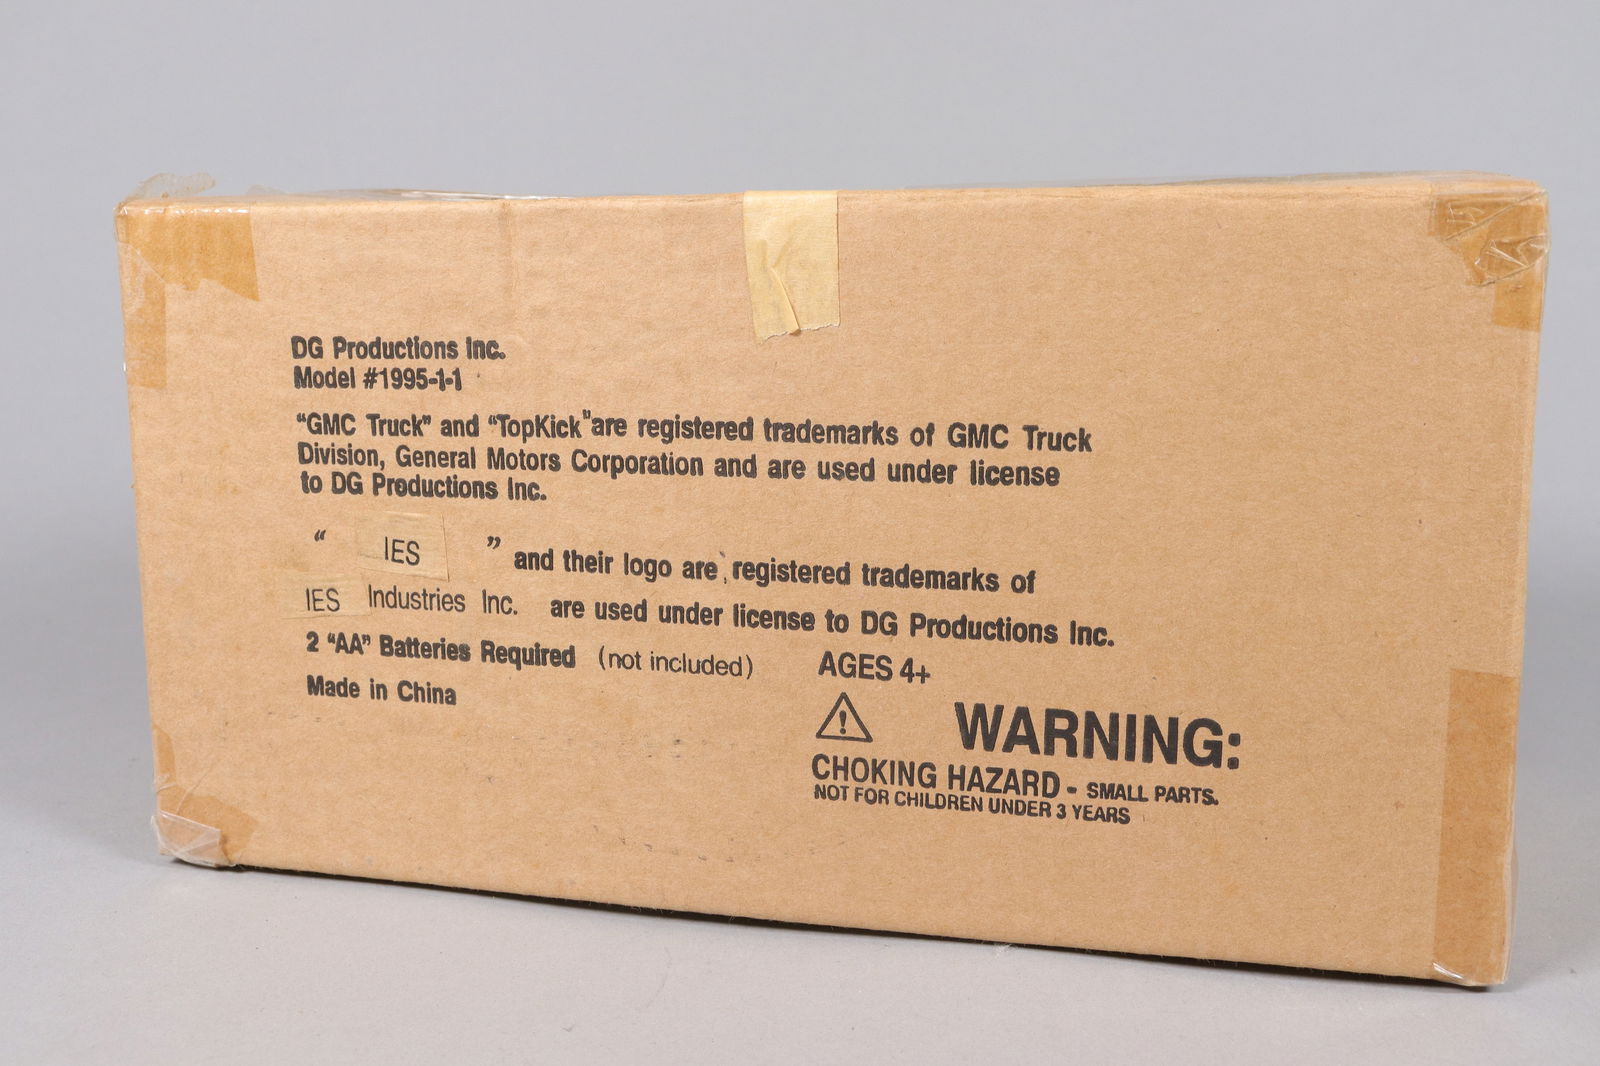 DG Productions Inc.
Model #1995-1-1
“GMC Truck” and “TopKick" are registered trademarks of GMC Truck
Division, General Motors Corporation and are used under license
to DG Productions Inc.
“ IES ” and their logo are registered trademarks of
IES Industries Inc. are used under license to DG Productions Inc.
2 “AA” Batteries Required (not included)
Made in China
AGES 4+
WARNING:
CHOKING HAZARD - SMALL PARTS.
NOT FOR CHILDREN UNDER 3 YEARS